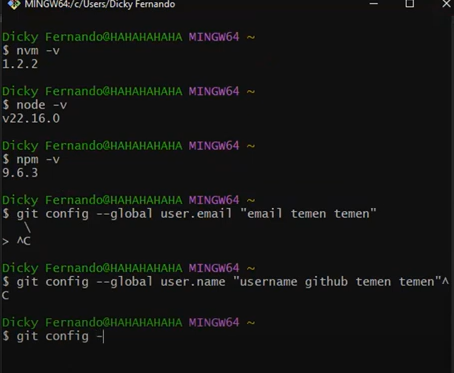 MINGW64:/c/Users/Dicky Fernando
Dicky Fernando@HAHAHAHAHA MINGW64 ~
$ nvm -v
1.2.2
Dicky Fernando@HAHAHAHAHA MINGW64 ~
$ node -v
v22.16.0
Dicky Fernando@HAHAHAHAHA MINGW64 ~
$ npm -v
9.6.3
Dicky Fernando@HAHAHAHAHA MINGW64 ~
$ git config --global user.email "email temen temen"
\
> ^C
Dicky Fernando@HAHAHAHAHA MINGW64 ~
$ git config --global user.name "username github temen temen"^
C
Dicky Fernando@HAHAHAHAHA MINGW64 ~
$ git config -